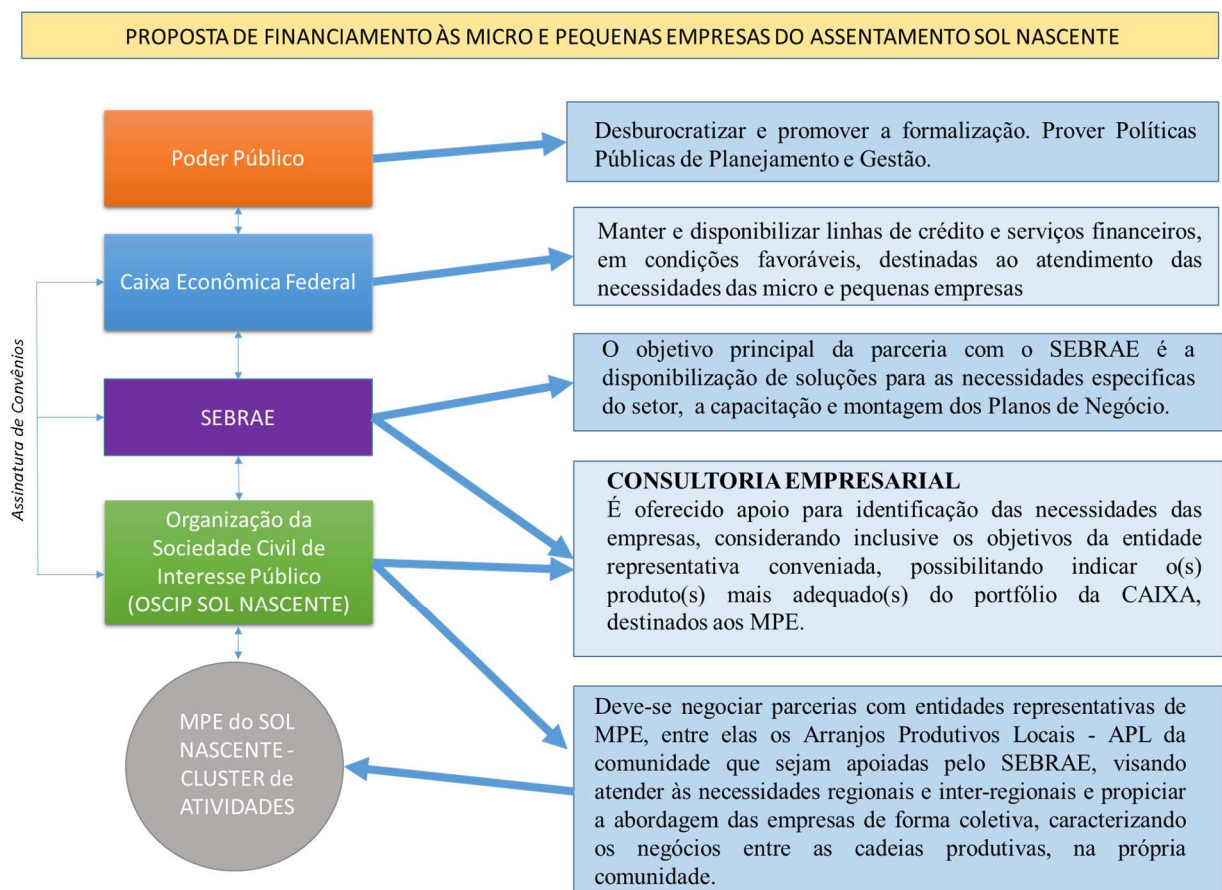 PROPOSTA DE FINANCIAMENTO ÀS MICRO E PEQUENAS EMPRESAS DO ASSENTAMENTO SOL NASCENTE
Poder Público
Desburocratizar e promover a formalização. Prover Políticas
Públicas de Planejamento e Gestão.
Caixa Econômica Federal
Manter e disponibilizar linhas de crédito e serviços financeiros,
em condições favoráveis, destinadas ao atendimento das
necessidades das micro e pequenas empresas
Assinatura de Convênios
SEBRAE
O objetivo principal da parceria com o SEBRAE é a
disponibilização de soluções para as necessidades especificas
do setor, a capacitação e montagem dos Planos de Negócio.
Organização da
Sociedade Civil de
Interesse Público
(OSCIP SOL NASCENTE)
CONSULTORIA EMPRESARIAL
É oferecido apoio para identificação das necessidades das
empresas, considerando inclusive os objetivos da entidade
representativa conveniada, possibilitando indicar o(s)
produto(s) mais adequado(s) do portfólio da CAIXA,
destinados aos MPE.
MPE do SOL
NASCENTE -
CLUSTER de
ATIVIDADES
Deve-se negociar parcerias com entidades representativas de
MPE, entre elas os Arranjos Produtivos Locais - APL da
comunidade que sejam apoiadas pelo SEBRAE, visando
atender às necessidades regionais e inter-regionais e propiciar
a abordagem das empresas de forma coletiva, caracterizando
os negócios entre as cadeias produtivas, na própria
comunidade.